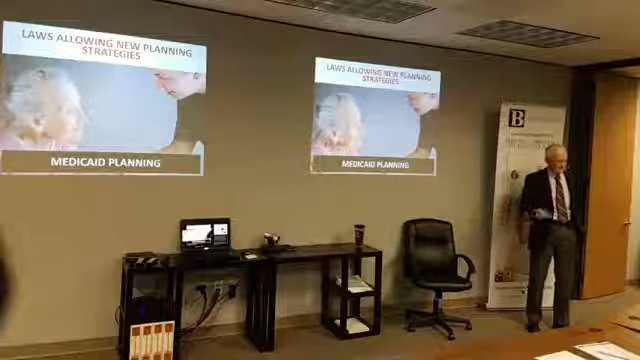 LAWS ALLOWING NEW PLANNING
STRATEGIES
MEDICAID PLANNING
LAWS ALLOWING NEW PLANNING
STRATEGIES
MEDICAID PLANNING
B